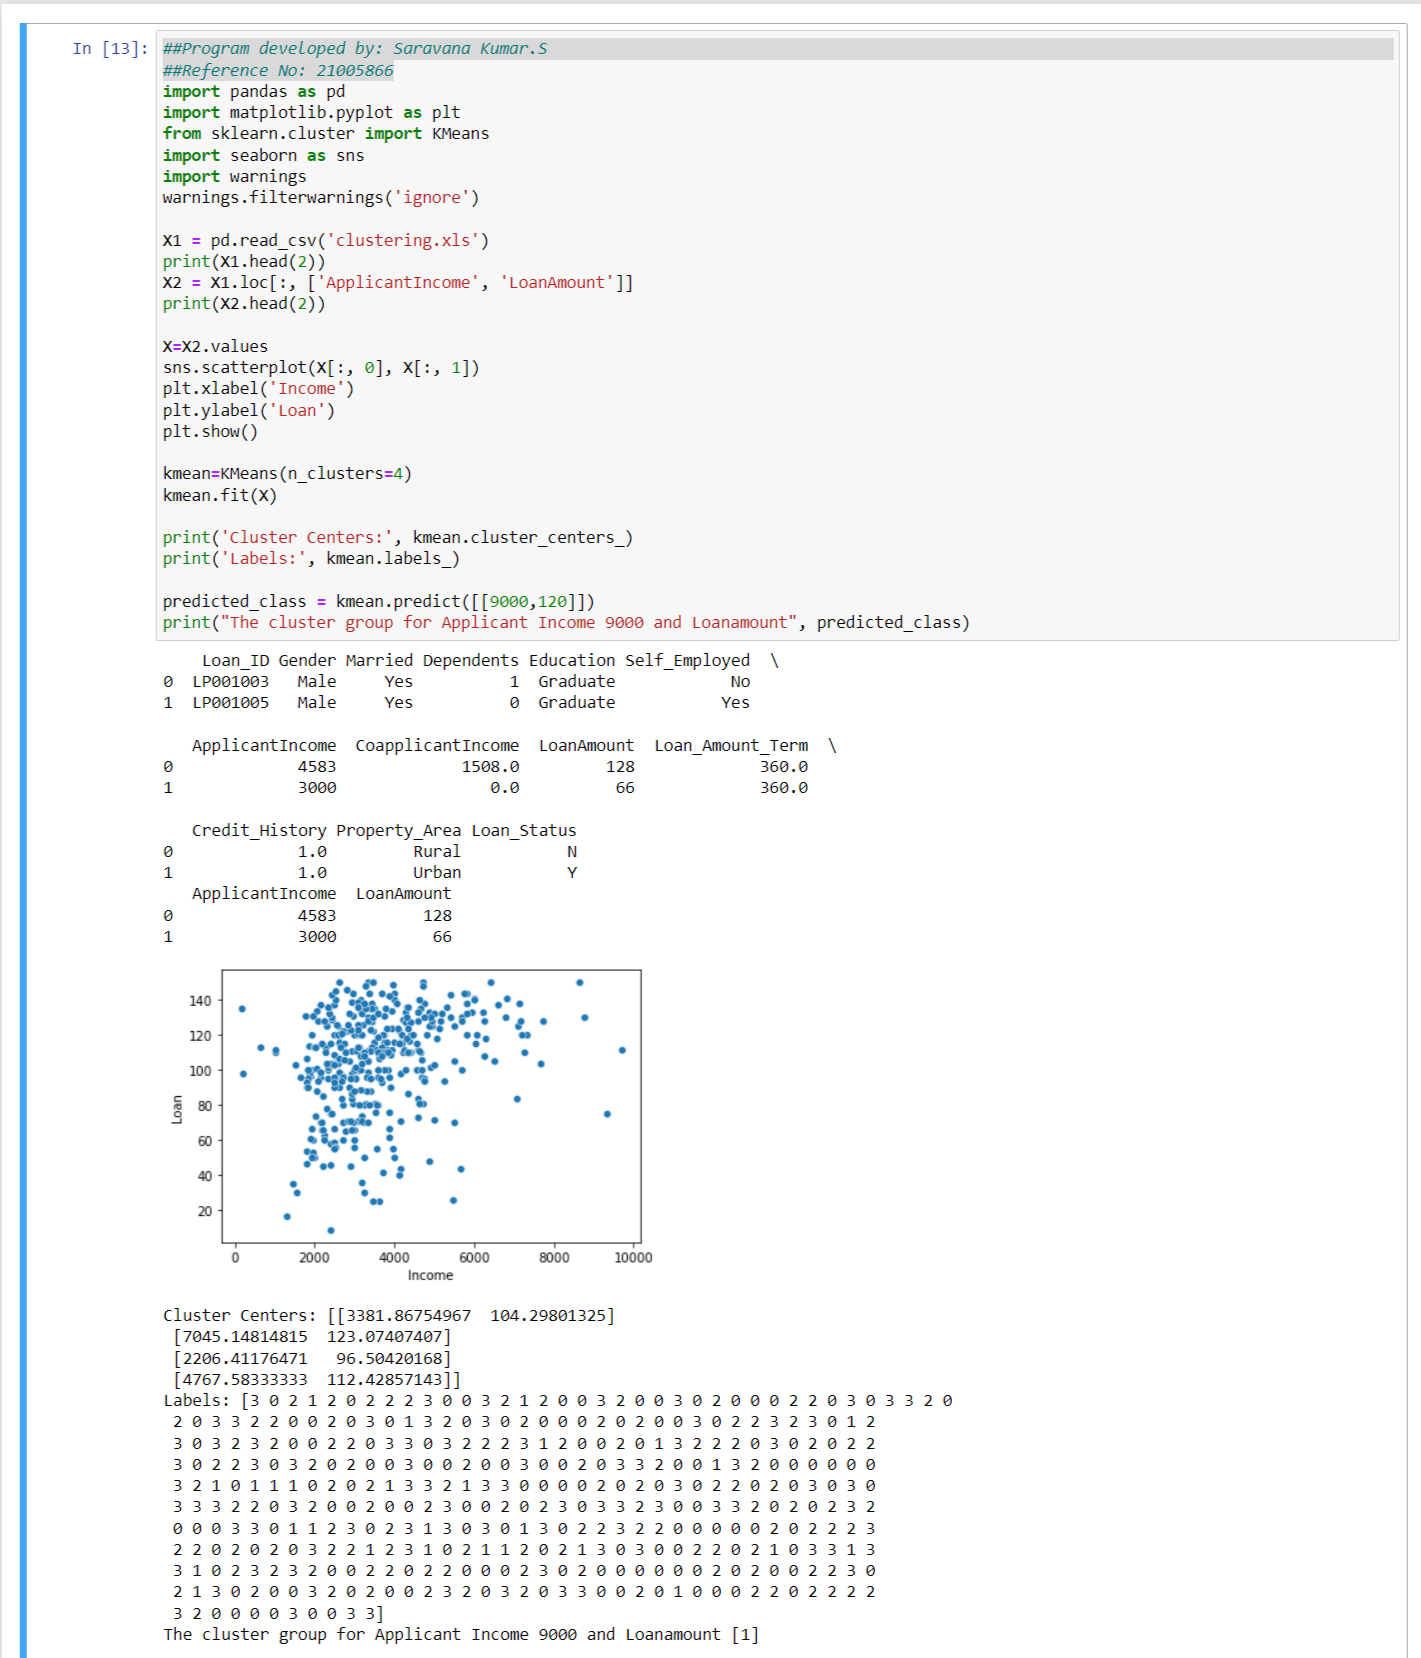 In [13]: ##Program developed by: Saravana Kumar.S
##Reference No: 21005866
import pandas as pd
import matplotlib.pyplot as plt
from sklearn.cluster import KMeans
import seaborn as sns
import warnings
warnings.filterwarnings('ignore')
X1 = pd.read_csv('clustering.xls')
print(X1.head(2))
X2 = X1.loc[:, ['ApplicantIncome', 'LoanAmount']]
print(X2.head(2))
X=X2.values
sns.scatterplot(X[:, 0], X[:, 1])
plt.xlabel('Income')
plt.ylabel('Loan')
plt.show()
kmean=KMeans(n_clusters=4)
kmean.fit(X)
print('Cluster Centers:', kmean.cluster_centers_)
print('Labels:', kmean.labels_)
predicted_class = kmean.predict([[9000,120]])
print("The cluster group for Applicant Income 9000 and Loanamount", predicted_class)
Loan_ID Gender Married Dependents Education Self_Employed \
0 LP001003 Male Yes 1 Graduate No
1 LP001005 Male Yes 0 Graduate Yes
ApplicantIncome CoapplicantIncome LoanAmount Loan_Amount_Term \
0 4583 1508.0 128 360.0
1 3000 0.0 66 360.0
Credit_History Property_Area Loan_Status
0 1.0 Rural N
1 1.0 Urban Y
ApplicantIncome LoanAmount
0 4583 128
1 3000 66
140
120
100
80
60
40
20
Loan
0 2000 4000 6000 8000 10000
Income
Cluster Centers: [[3381.86754967 104.29801325]
[7045.14814815 123.07407407]
[2206.41176471 96.50420168]
[4767.58333333 112.42857143]]
Labels: [3 0 2 1 2 0 2 2 2 3 0 0 3 2 1 2 0 0 3 2 0 0 3 0 2 0 0 0 2 2 0 3 0 3 3 2 0
2 0 3 3 2 2 0 0 2 0 3 0 1 3 2 0 3 0 2 0 0 0 2 0 2 0 0 3 0 2 2 3 2 3 0 1 2
3 0 3 2 3 2 0 0 2 2 0 3 3 0 3 2 2 2 3 1 2 0 0 2 0 1 3 2 2 2 0 3 0 2 0 2 2
3 0 2 2 3 0 3 2 0 2 0 0 3 0 0 2 0 0 3 0 0 2 0 3 3 2 0 0 1 3 2 0 0 0 0 0 0
3 2 1 0 1 1 1 0 2 0 2 1 3 3 2 1 3 3 0 0 0 0 2 0 2 0 3 0 2 2 0 2 0 3 0 3 0
3 3 3 2 2 0 3 2 0 0 2 0 0 2 3 0 0 2 0 2 3 0 3 3 2 3 0 0 3 3 2 0 2 0 2 3 2
0 0 0 3 3 0 1 1 2 3 0 2 3 1 3 0 3 0 1 3 0 2 2 3 2 2 0 0 0 0 0 2 0 2 2 2 3
2 2 0 2 0 2 0 3 2 2 1 2 3 1 0 2 1 1 2 0 2 1 3 0 3 0 0 2 2 0 2 1 0 3 3 1 3
3 1 0 2 3 2 3 2 0 0 2 2 0 2 2 0 0 0 2 3 0 2 0 0 0 0 0 0 2 0 2 0 0 2 2 3 0
2 1 3 0 2 0 0 3 2 0 2 0 0 2 3 2 0 3 2 0 3 3 0 0 2 0 1 0 0 0 2 2 0 2 2 2 2
3 2 0 0 0 0 3 0 0 3 3]
The cluster group for Applicant Income 9000 and Loanamount [1]